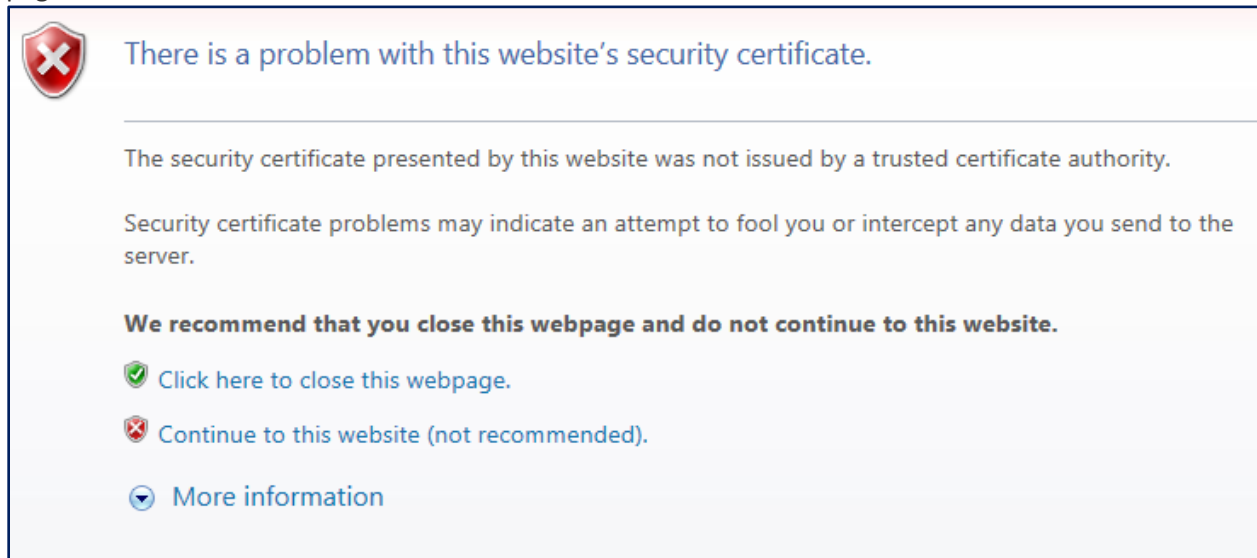 There is a problem with this website’s security certificate.
The security certificate presented by this website was not issued by a trusted certificate authority.
Security certificate problems may indicate an attempt to fool you or intercept any data you send to the
server.
We recommend that you close this webpage and do not continue to this website.
Click here to close this webpage.
Continue to this website (not recommended).
More information